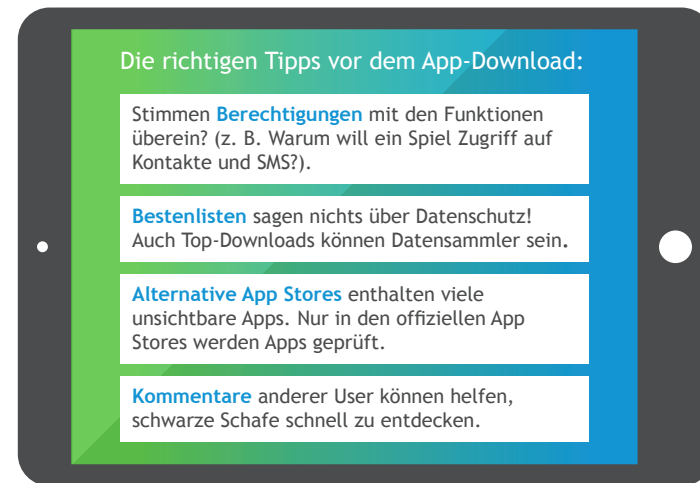 Die richtigen Tipps vor dem App-Download:
Stimmen Berechtigungen mit den Funktionen
überein? (z. B. Warum will ein Spiel Zugriff auf
Kontakte und SMS?).
Bestenlisten sagen nichts über Datenschutz!
Auch Top-Downloads können Datensammler sein.
Alternative App Stores enthalten viele
unsichtbare Apps. Nur in den offiziellen App
Stores werden Apps geprüft.
Kommentare anderer User können helfen,
schwarze Schafe schnell zu entdecken.